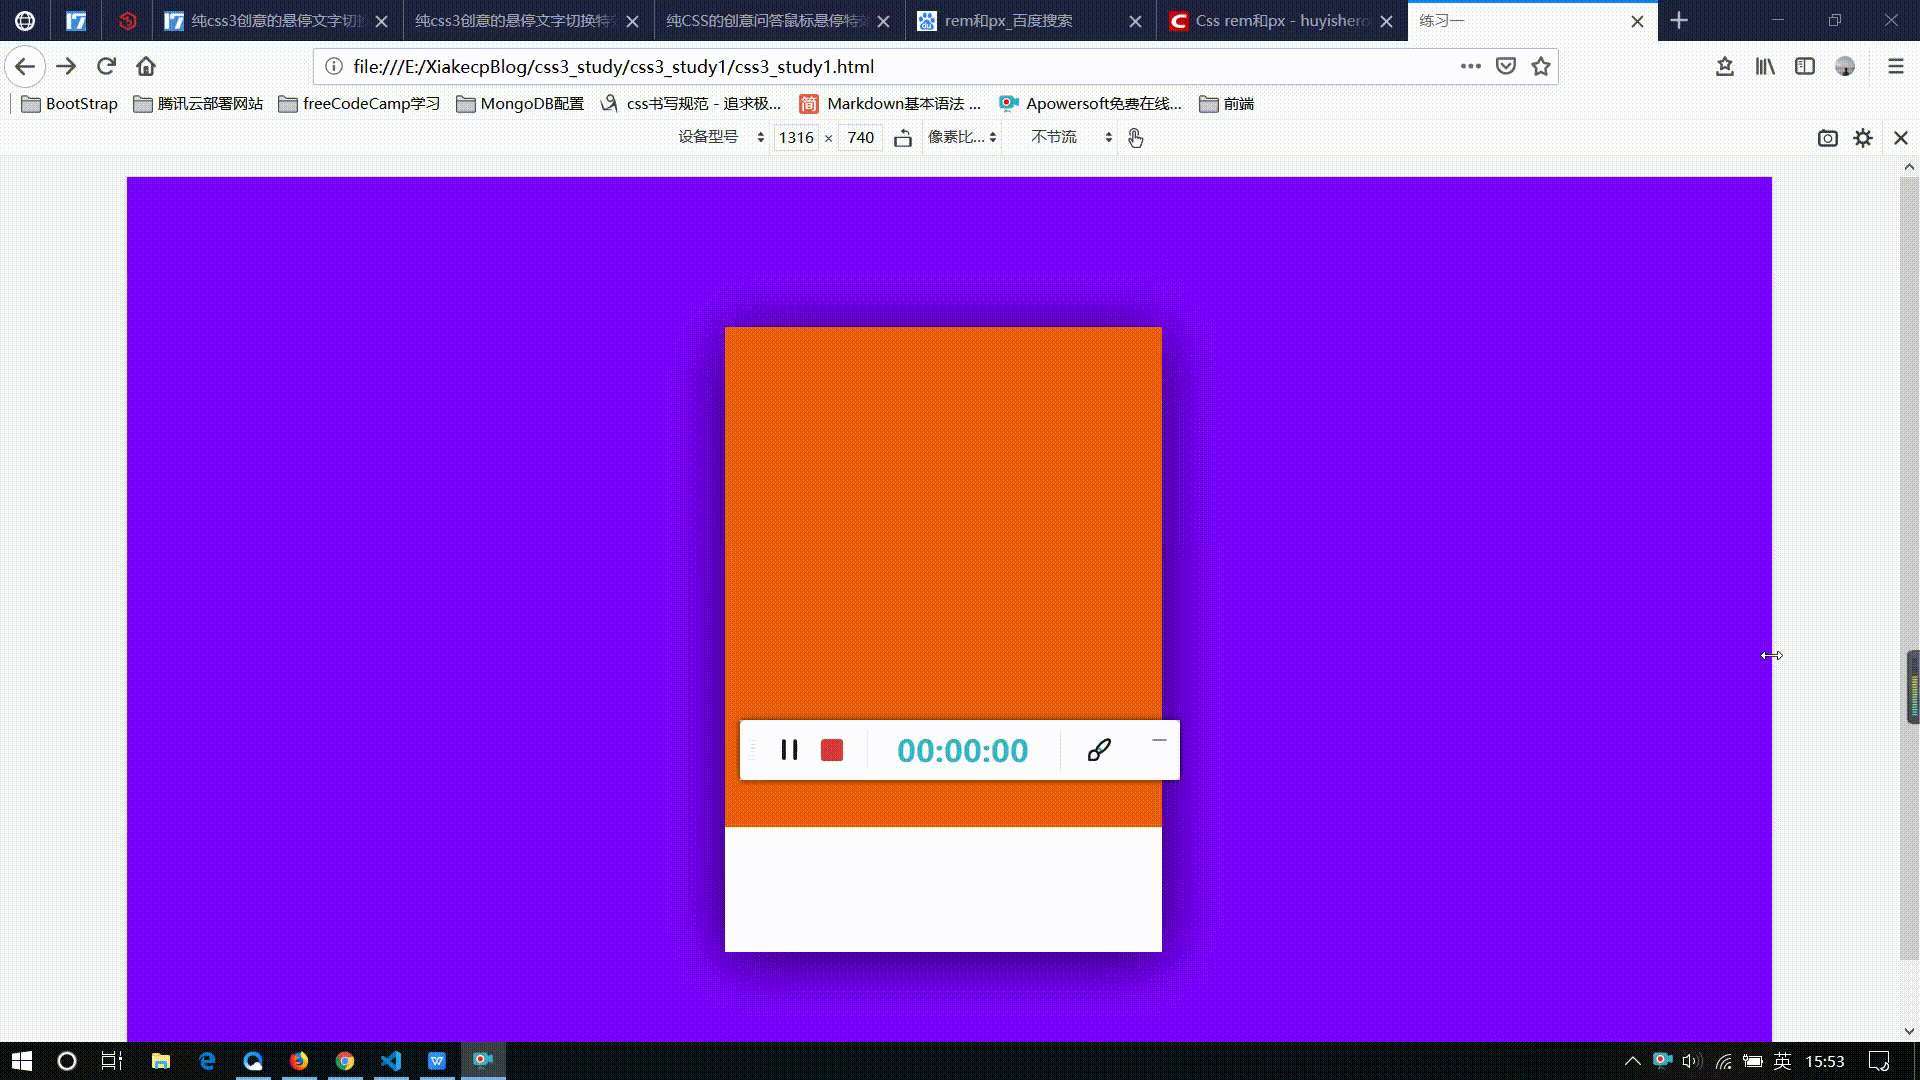 纯css3创意的悬停文字切换
纯css3创意的悬停文字切换特
纯CSS的创意问答鼠标悬停特
rem和px_百度搜索
Css rem和px - huyishero
练习一
file:///E:/XiakecpBlog/css3_study/css3_study1/css3_study1.html
BootStrap
腾讯云部署网站
freeCodeCamp学习
MongoDB配置
css书写规范 - 追求极...
简
Markdown基本语法 ...
Apowersoft免费在线...
前端
设备型号
1316 × 740
像素比...
不节流
00:00:00
英
15:53